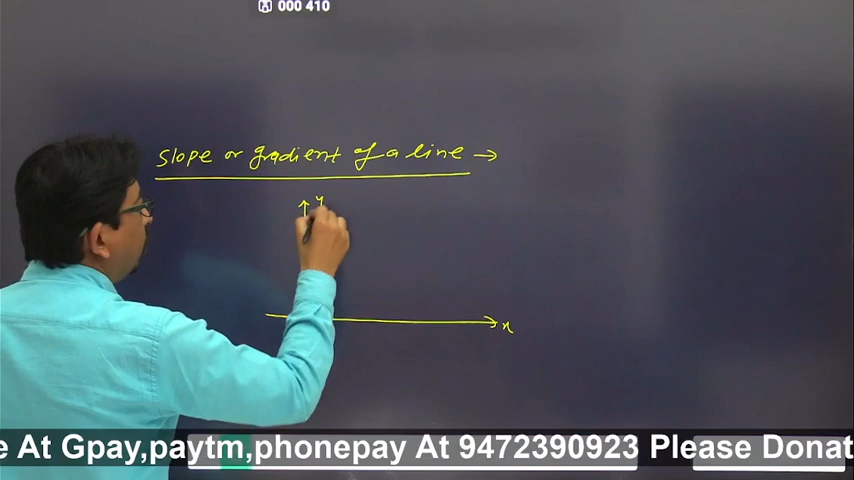 000 410
Slope or gradient of a line →
y
x
e At Gpay,paytm,phonepay At 9472390923 Please Donat